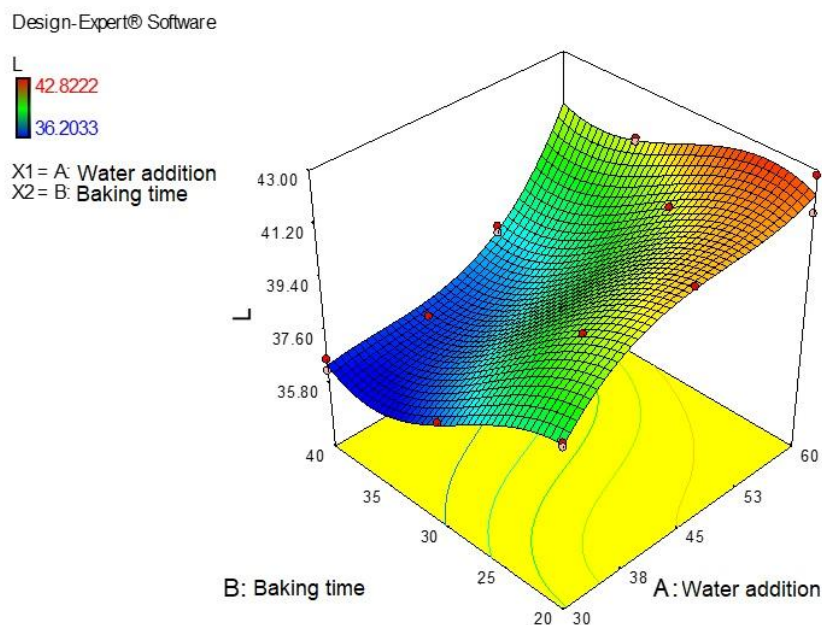 Design-Expert® Software
L
42.8222
36.2033
X1 = A: Water addition
X2 = B: Baking time
43.00
41.20
39.40
37.60
35.80
L
40
35
30
25
20
30
38
45
53
60
B: Baking time
A: Water addition